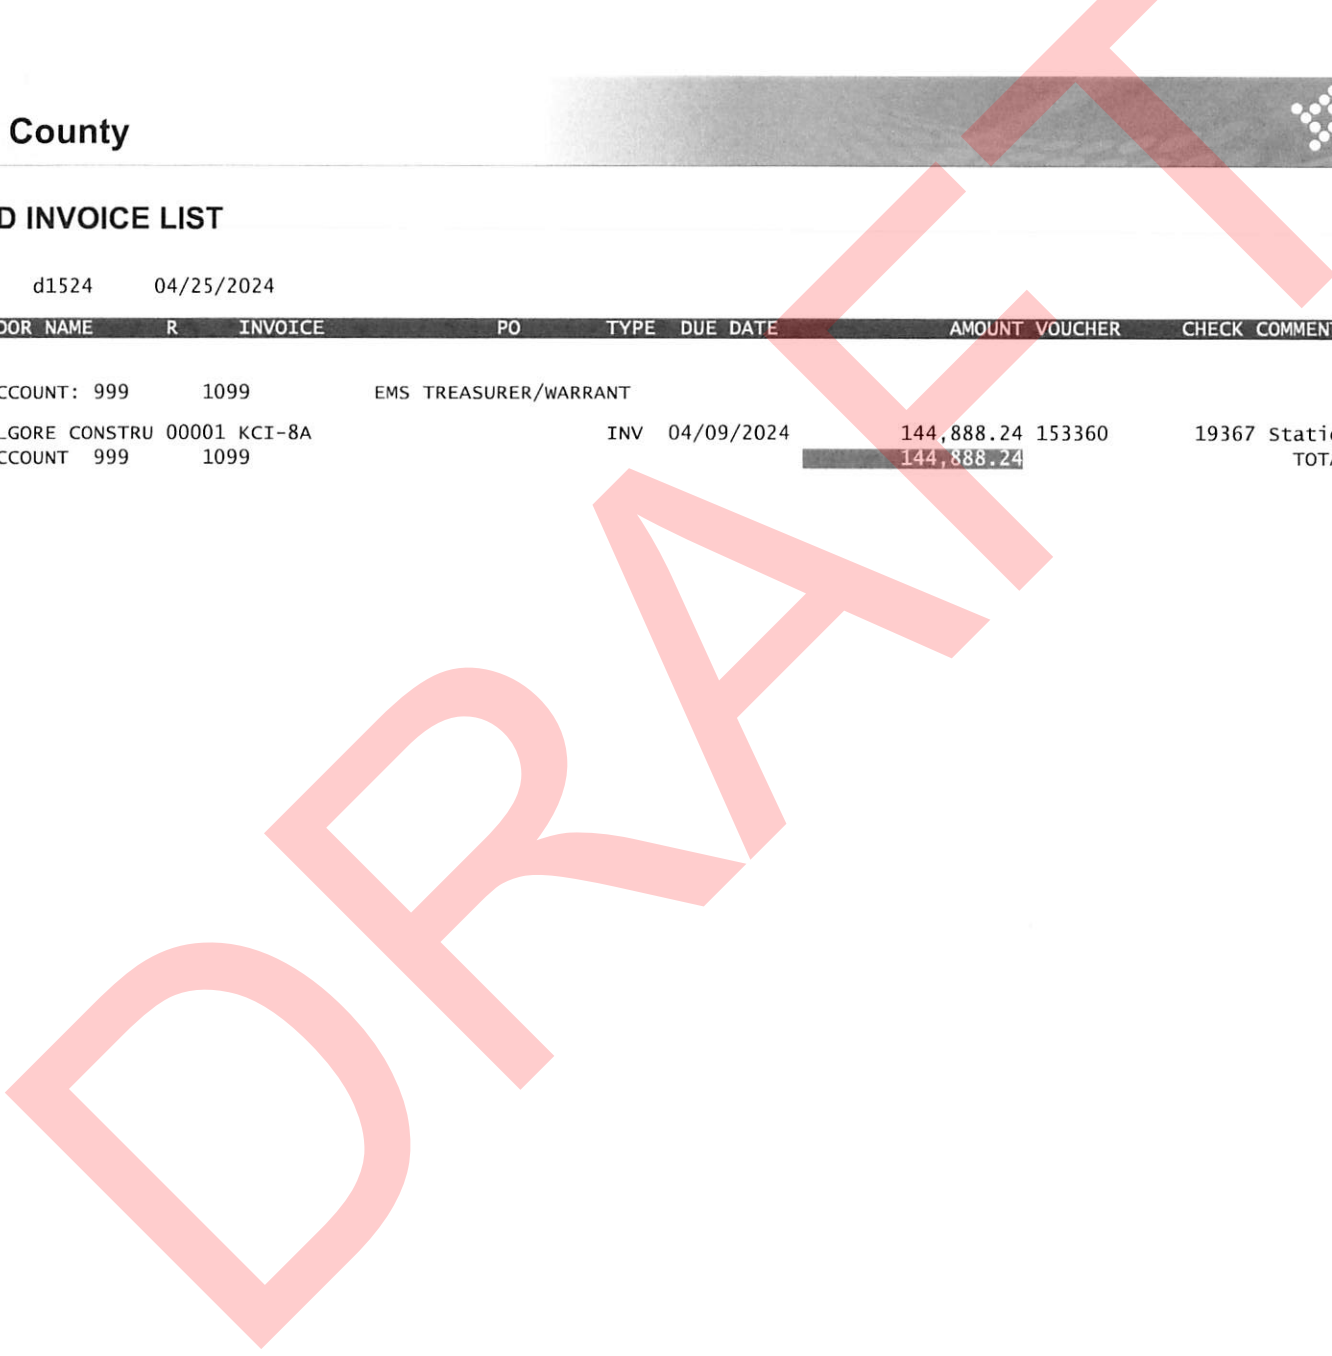 County
D INVOICE LIST
d1524 04/25/2024
DOR NAME R INVOICE PO TYPE DUE DATE AMOUNT VOUCHER CHECK COMMENT
CCOUNT: 999 1099 EMS TREASURER/WARRANT
LGORE CONSTRU 00001 KCI-8A INV 04/09/2024 144,888.24 153360 19367 Static
CCOUNT 999 1099 144,888.24 TOTA
DRAFT